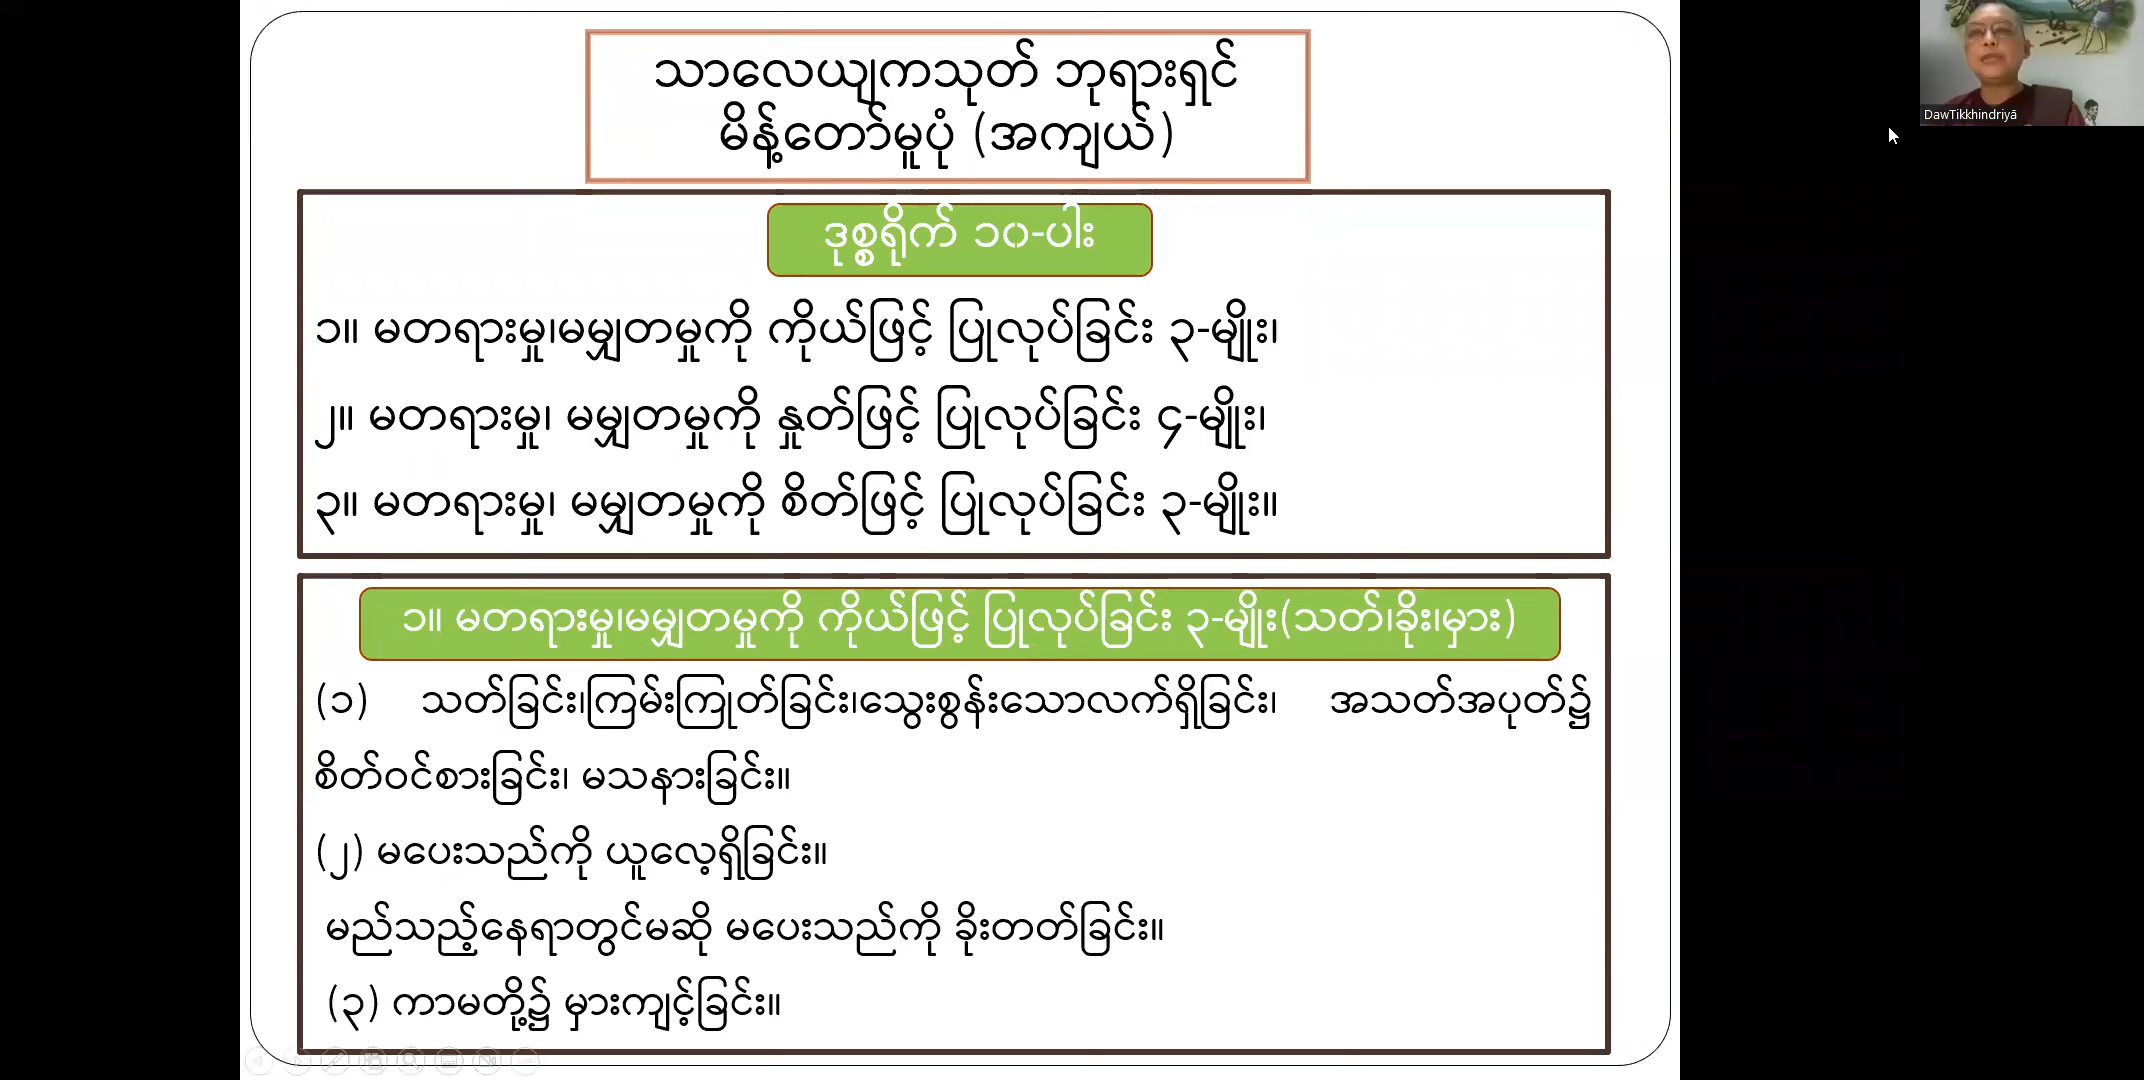 သာလေယျကသုတ် ဘုရားရှင်
မိန့်တော်မူပုံ (အကျယ်)
ဒုစ္စရိုက် ၁၀-ပါး
၁။ မတရားမှု၊မမျှတမှုကို ကိုယ်ဖြင့် ပြုလုပ်ခြင်း ၃-မျိုး၊
၂။ မတရားမှု၊ မမျှတမှုကို နှုတ်ဖြင့် ပြုလုပ်ခြင်း ၄-မျိုး၊
၃။ မတရားမှု၊ မမျှတမှုကို စိတ်ဖြင့် ပြုလုပ်ခြင်း ၃-မျိုး။
၁။ မတရားမှု၊မမျှတမှုကို ကိုယ်ဖြင့် ပြုလုပ်ခြင်း ၃-မျိုး(သတ်၊ခိုး၊မှား)
(၁) သတ်ခြင်း၊ကြမ်းကြုတ်ခြင်း၊သွေးစွန်းသောလက်ရှိခြင်း၊ အသတ်အပုတ်၌
စိတ်ဝင်စားခြင်း၊ မသနားခြင်း။
(၂) မပေးသည်ကို ယူလေ့ရှိခြင်း။
မည်သည့်နေရာတွင်မဆို မပေးသည်ကို ခိုးတတ်ခြင်း။
(၃) ကာမတို့၌ မှားကျင့်ခြင်း။
DawTikkhindriyā